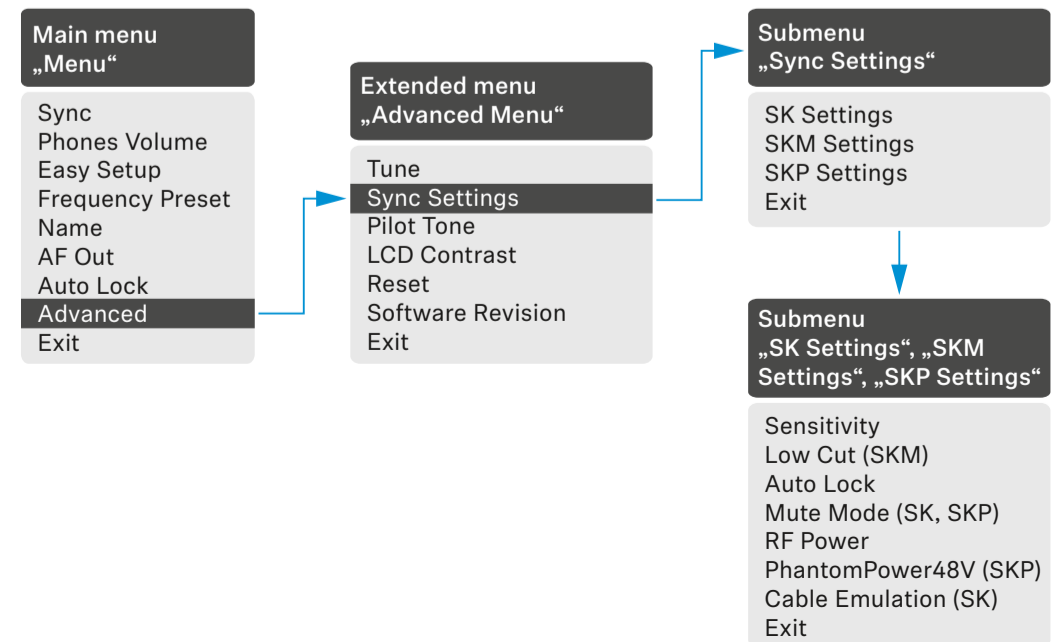 Main menu
„Menu“
Sync
Phones Volume
Easy Setup
Frequency Preset
Name
AF Out
Auto Lock
Advanced
Exit
Extended menu
„Advanced Menu“
Tune
Sync Settings
Pilot Tone
LCD Contrast
Reset
Software Revision
Exit
Submenu
„Sync Settings“
SK Settings
SKM Settings
SKP Settings
Exit
Submenu
„SK Settings“, „SKM
Settings“, „SKP Settings“
Sensitivity
Low Cut (SKM)
Auto Lock
Mute Mode (SK, SKP)
RF Power
PhantomPower48V (SKP)
Cable Emulation (SK)
Exit